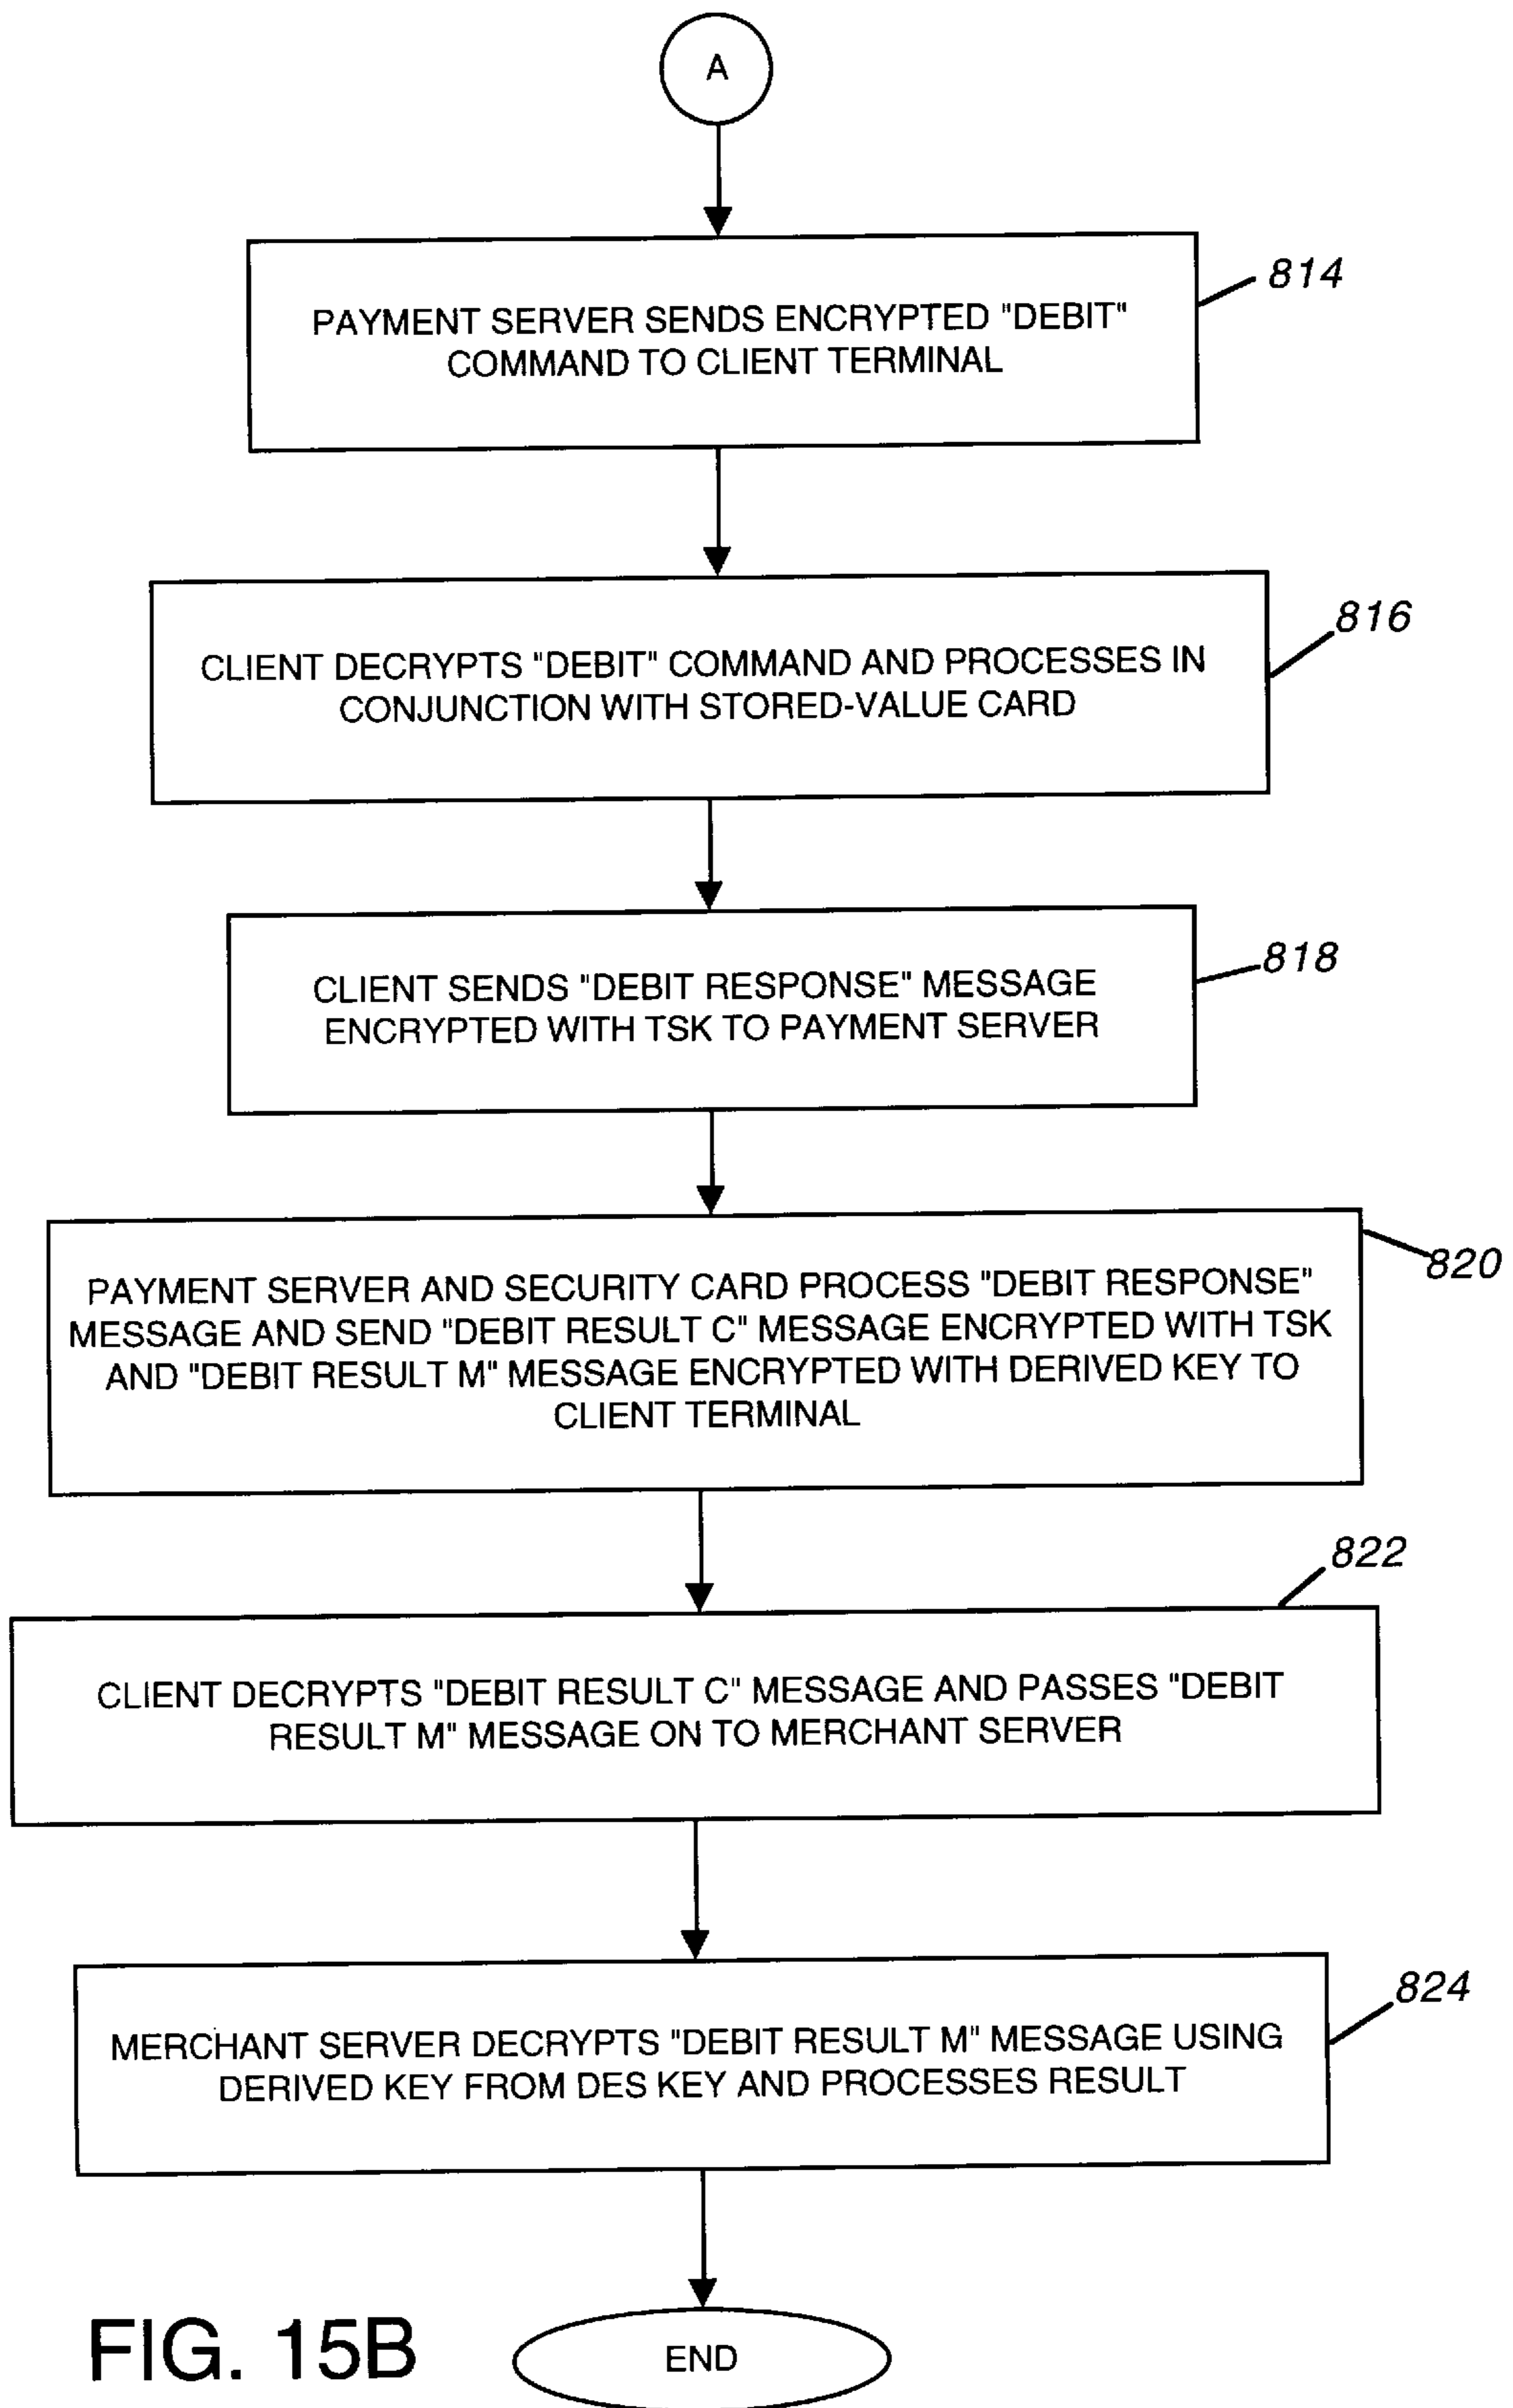 A
814
PAYMENT SERVER SENDS ENCRYPTED "DEBIT"
COMMAND TO CLIENT TERMINAL
816
CLIENT DECRYPTS "DEBIT" COMMAND AND PROCESSES IN
CONJUNCTION WITH STORED-VALUE CARD
818
CLIENT SENDS "DEBIT RESPONSE" MESSAGE
ENCRYPTED WITH TSK TO PAYMENT SERVER
820
PAYMENT SERVER AND SECURITY CARD PROCESS "DEBIT RESPONSE"
MESSAGE AND SEND "DEBIT RESULT C" MESSAGE ENCRYPTED WITH TSK
AND "DEBIT RESULT M" MESSAGE ENCRYPTED WITH DERIVED KEY TO
CLIENT TERMINAL
822
CLIENT DECRYPTS "DEBIT RESULT C" MESSAGE AND PASSES "DEBIT
RESULT M" MESSAGE ON TO MERCHANT SERVER
824
MERCHANT SERVER DECRYPTS "DEBIT RESULT M" MESSAGE USING
DERIVED KEY FROM DES KEY AND PROCESSES RESULT
FIG. 15B
END